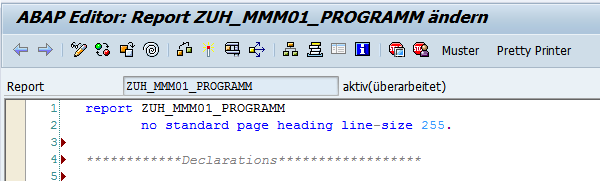 ABAP Editor: Report ZUH_MMM01_PROGRAMM ändern
Muster Pretty Printer
Report ZUH_MMM01_PROGRAMM aktiv(überarbeitet)
1 report ZUH_MMM01_PROGRAMM
2 no standard page heading line-size 255.
3
4 ************Declarations******************
5